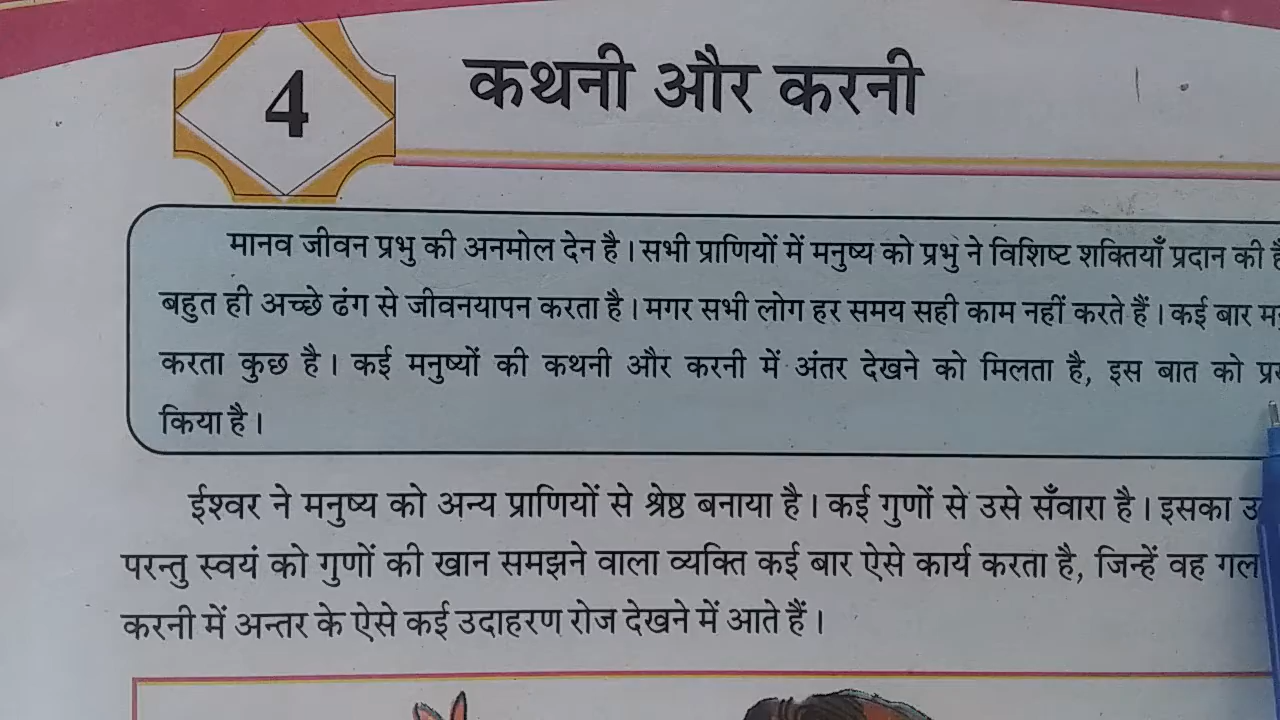 4
कथनी और करनी
मानव जीवन प्रभु की अनमोल देन है। सभी प्राणियों में मनुष्य को प्रभु ने विशिष्ट शक्तियाँ प्रदान की
बहुत ही अच्छे ढंग से जीवनयापन करता है। मगर सभी लोग हर समय सही काम नहीं करते हैं। कई बार
करता कुछ है। कई मनुष्यों की कथनी और करनी में अंतर देखने को मिलता है, इस बात को
किया है।
ईश्वर ने मनुष्य को अन्य प्राणियों से श्रेष्ठ बनाया है। कई गुणों से उसे सँवारा है। इसका
परन्तु स्वयं को गुणों की खान समझने वाला व्यक्ति कई बार ऐसे कार्य करता है, जिन्हें वह
करनी में अन्तर के ऐसे कई उदाहरण रोज देखने में आते हैं।